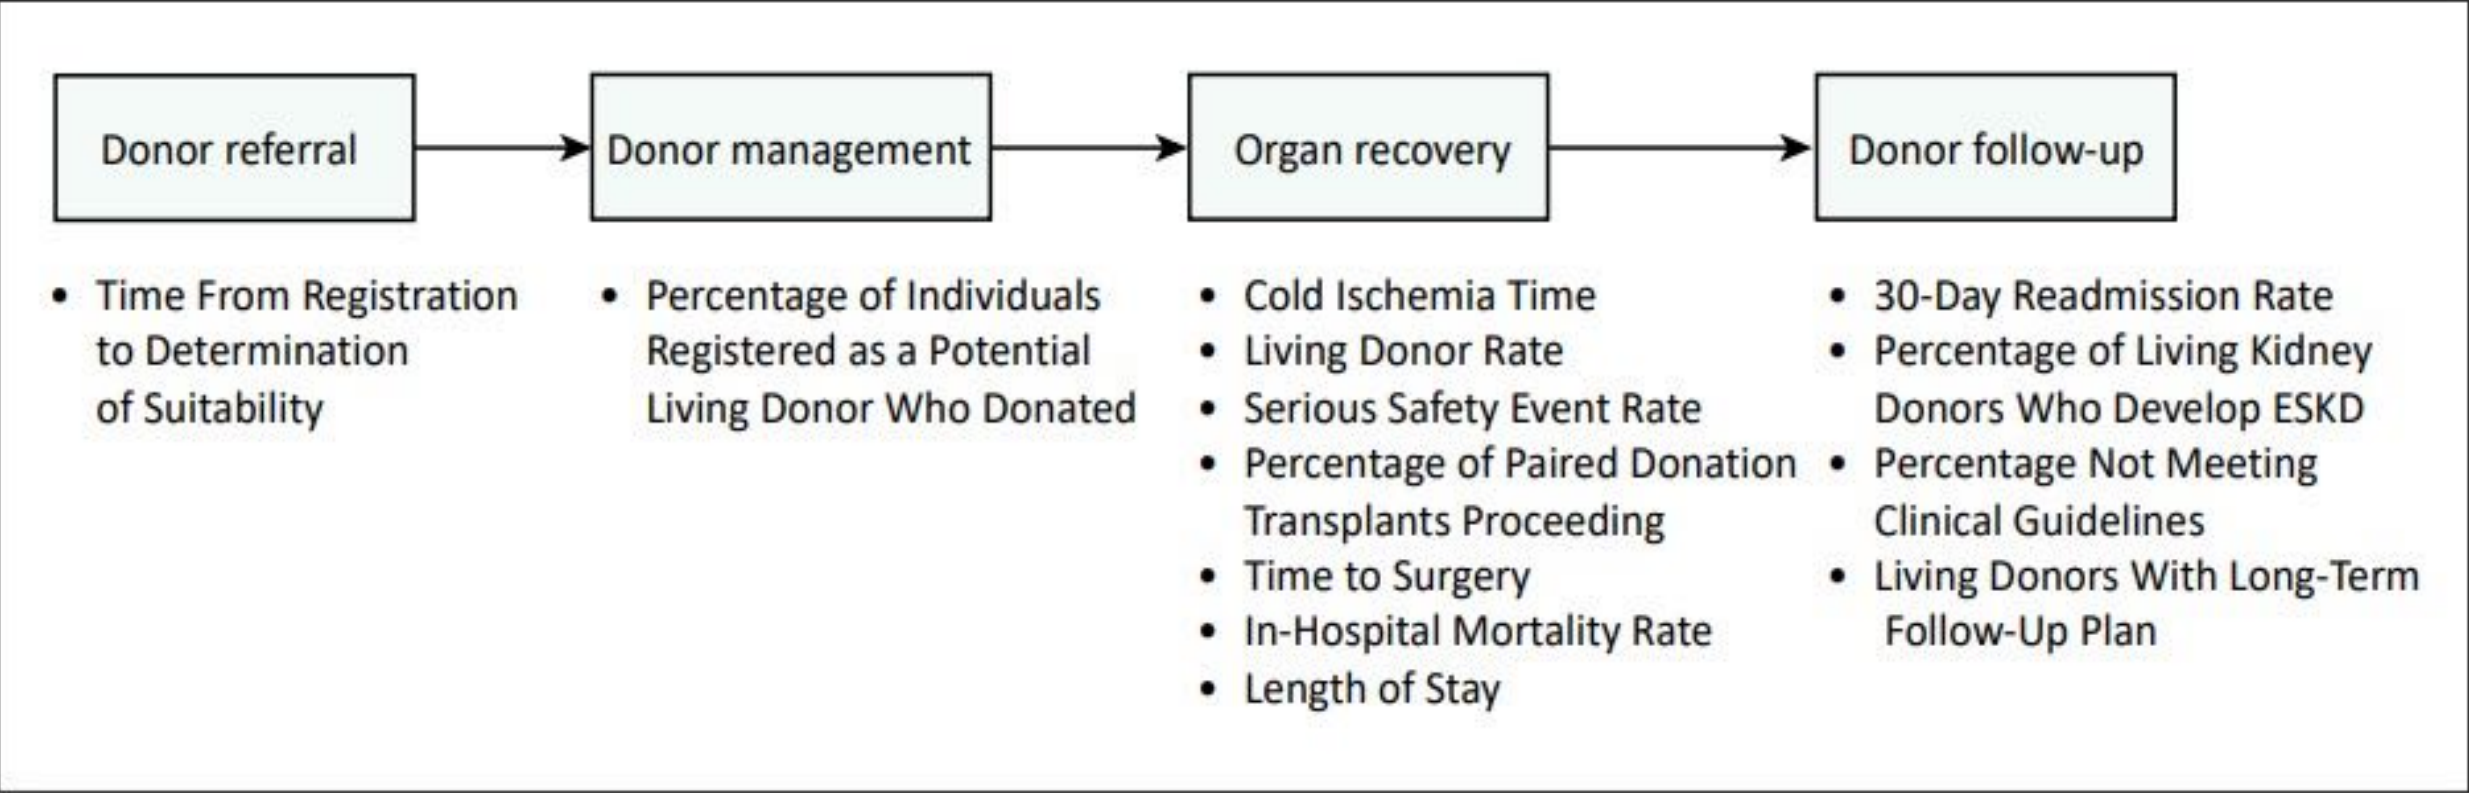 Donor referral
Donor management
Organ recovery
Donor follow-up
• Time From Registration
to Determination
of Suitability
• Percentage of Individuals
Registered as a Potential
Living Donor Who Donated
• Cold Ischemia Time
• Living Donor Rate
• Serious Safety Event Rate
• Percentage of Paired Donation
Transplants Proceeding
• Time to Surgery
• In-Hospital Mortality Rate
• Length of Stay
• 30-Day Readmission Rate
• Percentage of Living Kidney
Donors Who Develop ESKD
• Percentage Not Meeting
Clinical Guidelines
• Living Donors With Long-Term
Follow-Up Plan